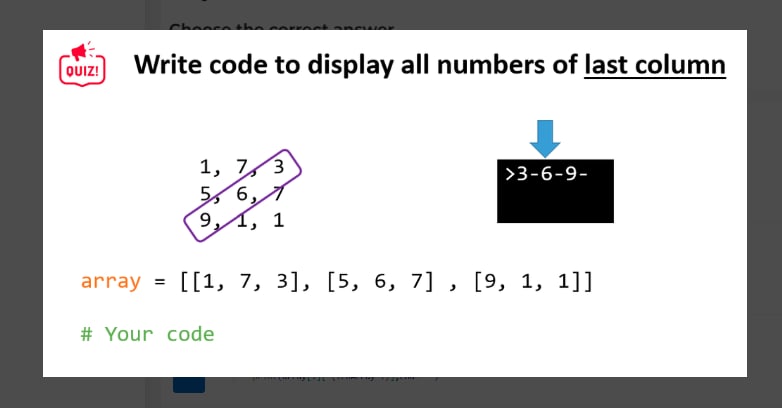 Choose the correct answer
QUIZ!
Write code to display all numbers of last column
>3-6-9-
1, 7, 3
5, 6, 7
9, 1, 1
array = [[1, 7, 3], [5, 6, 7] , [9, 1, 1]]
# Your code